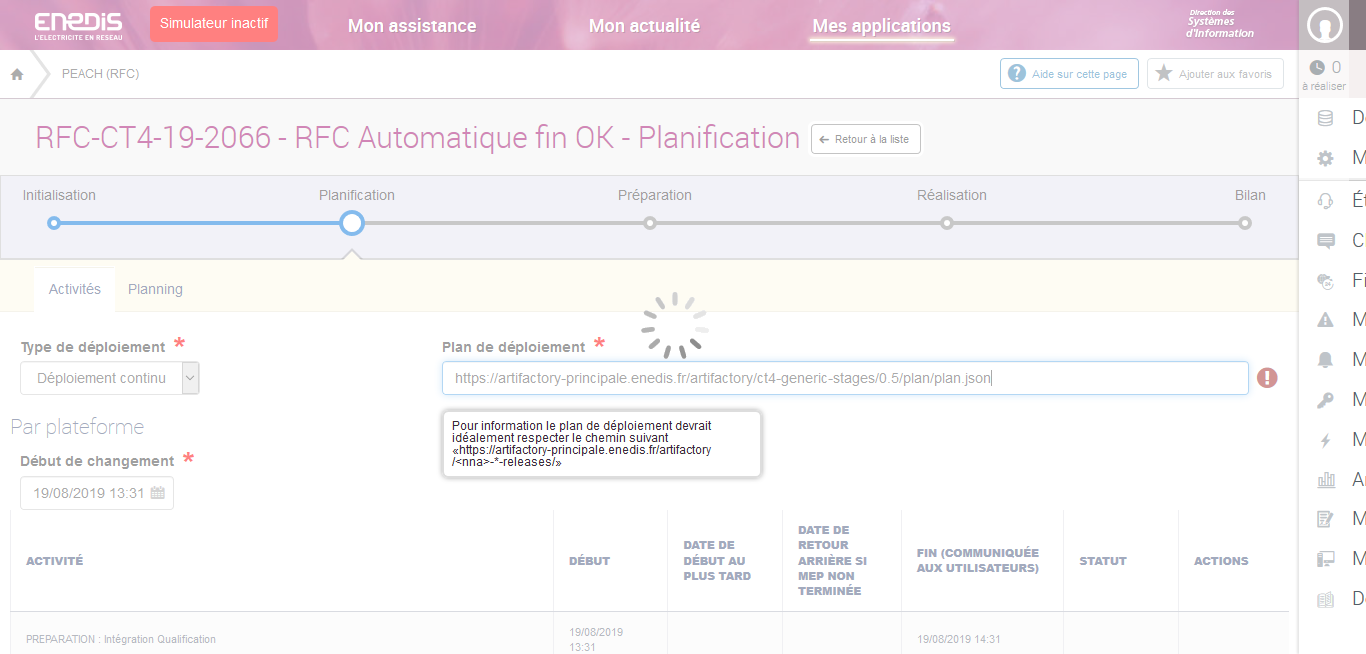 ENEDIS
L'ELECTRICITE EN RESEAU
Simulateur inactif
Mon assistance
Mon actualité
Mes applications
Direction des
Systèmes
d'Information
PEACH (RFC)
Aide sur cette page
Ajouter aux favoris
0
à réaliser
RFC-CT4-19-2066 - RFC Automatique fin OK - Planification
Retour à la liste
Initialisation
Planification
Préparation
Réalisation
Bilan
Activités
Planning
Type de déploiement *
Déploiement continu
Plan de déploiement *
https://artifactory-principale.enedis.fr/artifactory/ct4-generic-stages/0.5/plan/plan.json
Pour information le plan de déploiement devrait
idéalement respecter le chemin suivant
«https://artifactory-principale.enedis.fr/artifactory
/<nna>-*-releases/»
Par plateforme
Début de changement *
19/08/2019 13:31
ACTIVITÉ
DÉBUT
DATE DE
DÉBUT AU
PLUS TARD
DATE DE
RETOUR
ARRIÈRE SI
MEP NON
TERMINÉE
FIN (COMMUNIQUÉE
AUX UTILISATEURS)
STATUT
ACTIONS
PREPARATION : Intégration Qualification
19/08/2019
13:31
19/08/2019 14:31
M
Ét
Fi
M
M
M
M
M
M